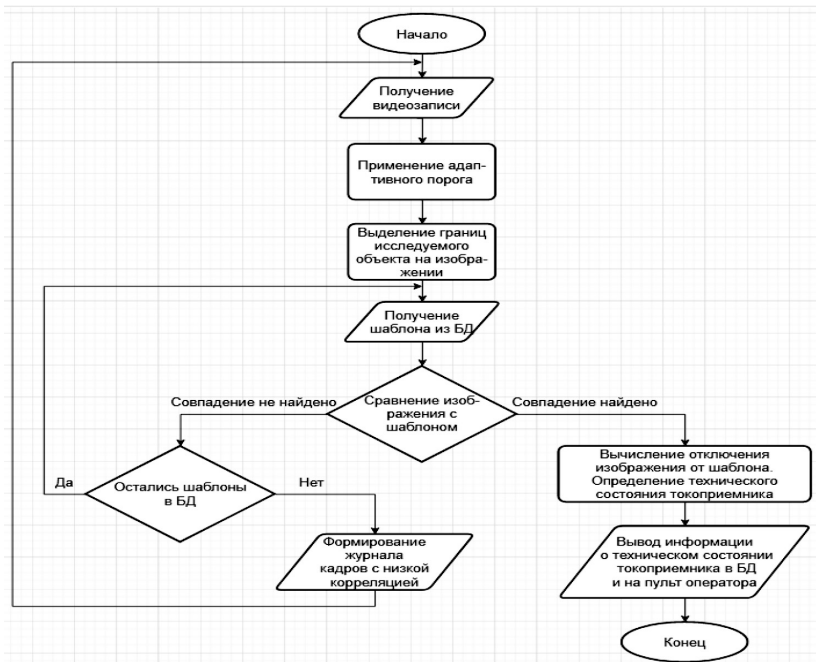 Начало
Получение
видеозаписи
Применение адап-
тивного порога
Выделение границ
исследуемого
объекта на изобра-
жении
Получение
шаблона из БД
Совпадение не найдено
Сравнение изо-
бражения с
шаблоном
Совпадение найдено
Да
Остались шаблоны
в БД
Нет
Вычисление отключения
изображения от шаблона.
Определение технического
состояния токоприемника
Формирование
журнала
кадров с низкой
корреляцией
Вывод информации
о техническом состоянии
токоприемника в БД
и на пульт оператора
Конец